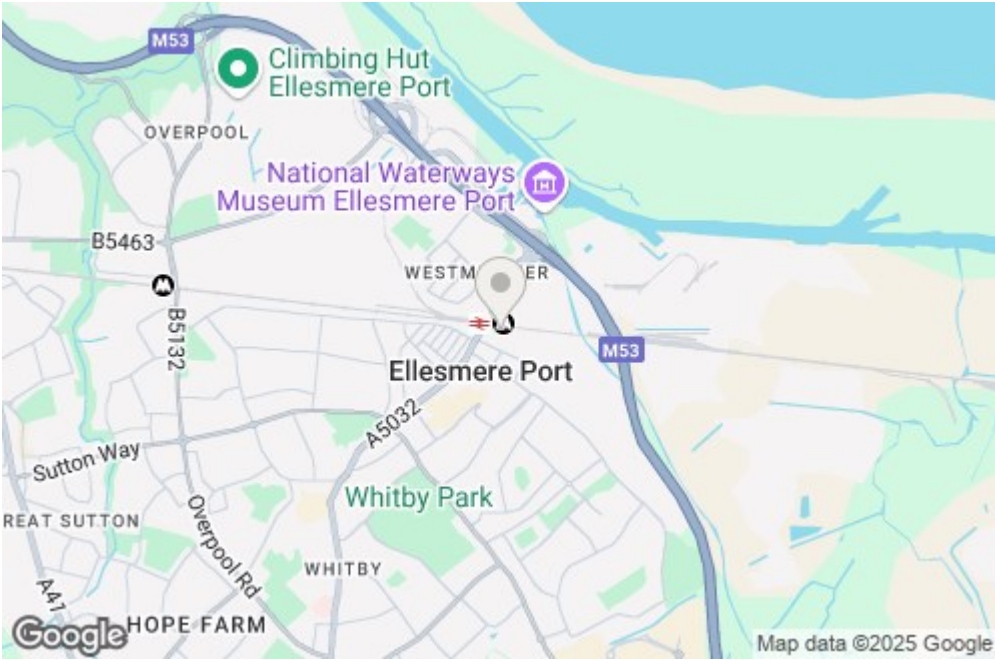 M53
Climbing Hut
Ellesmere Port
OVERPOOL
National Waterways
Museum Ellesmere Port
B5463
B5132
M53
Ellesmere Port
A5032
Sutton Way
Whitby Park
REAT SUTTON
Overpool Rd
WHITBY
A41
HOPE FARM
Google
Map data ©2025 Google